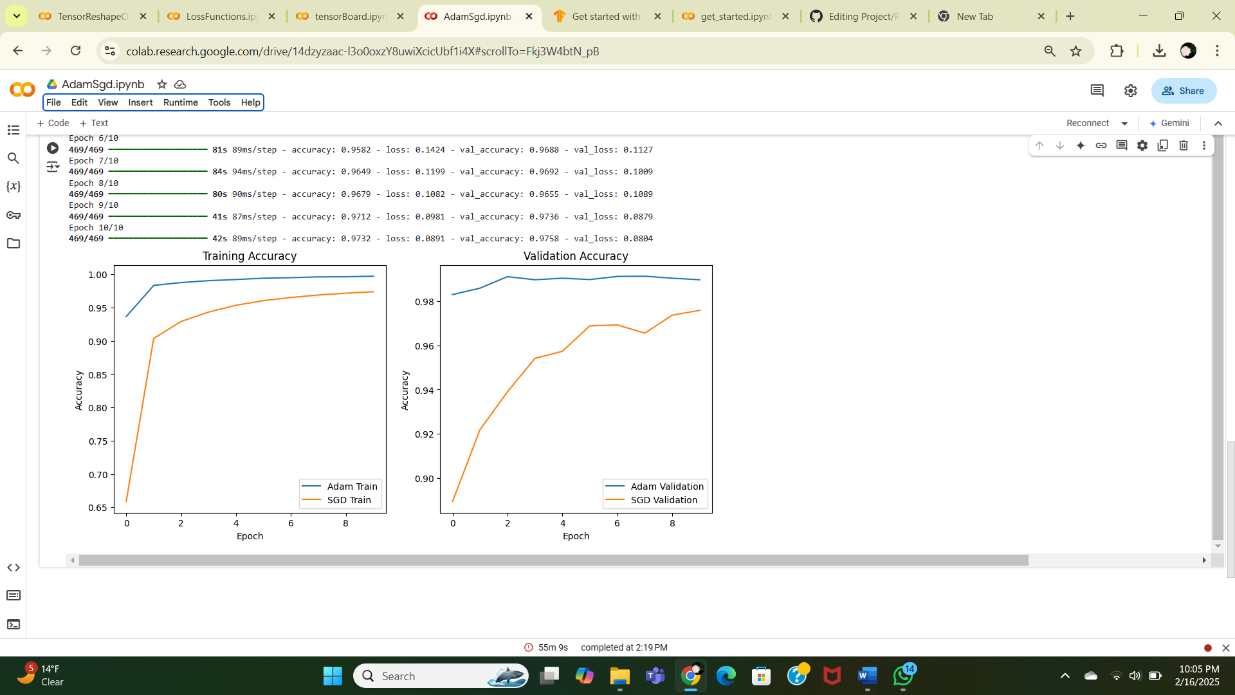 TensorReshapeO
LossFunctions.ip
tensorBoard.ipyn
AdamSgd.ipynb
Get started with
get_started.ipynb
Editing Project/R
New Tab
colab.research.google.com/drive/14dzyzaac-l3o0oxzY8uwiXcicUbf1i4X#scrollTo=Fkj3W4btN_pB
AdamSgd.ipynb
File Edit View Insert Runtime Tools Help
Share
+ Code + Text
Reconnect
Gemini
Epoch 6/10
469/469 81s 89ms/step - accuracy: 0.9582 - loss: 0.1424 - val_accuracy: 0.9688 - val_loss: 0.1127
Epoch 7/10
469/469 84s 94ms/step - accuracy: 0.9649 - loss: 0.1199 - val_accuracy: 0.9692 - val_loss: 0.1009
Epoch 8/10
469/469 80s 90ms/step - accuracy: 0.9679 - loss: 0.1082 - val_accuracy: 0.9655 - val_loss: 0.1089
Epoch 9/10
469/469 41s 87ms/step - accuracy: 0.9712 - loss: 0.0981 - val_accuracy: 0.9736 - val_loss: 0.0879
Epoch 10/10
469/469 42s 89ms/step - accuracy: 0.9732 - loss: 0.0891 - val_accuracy: 0.9758 - val_loss: 0.0804
Training Accuracy
1.00
0.95
0.90
0.85
0.80
0.75
0.70
0.65
Accuracy
Adam Train
SGD Train
0 2 4 6 8
Epoch
Validation Accuracy
0.98
0.96
0.94
0.92
0.90
Accuracy
Adam Validation
SGD Validation
0 2 4 6 8
Epoch
55m 9s completed at 2:19 PM
5
14°F
Clear
Search
14
10:05 PM
2/16/2025